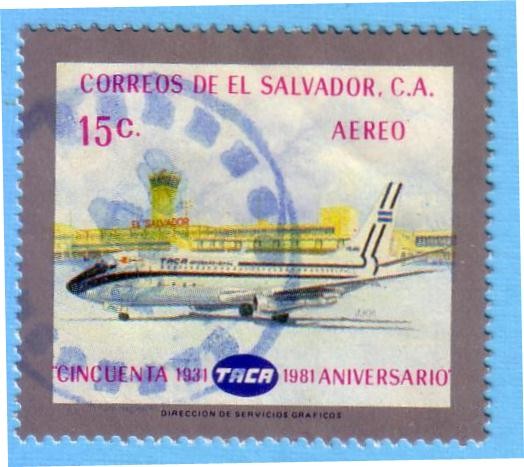 CORREOS DE EL SALVADOR, C.A.
15c. AEREO
EL SALVADOR
TACA
"CINCUENTA 1931 TACA 1981 ANIVERSARIO"
DIRECCION DE SERVICIOS GRAFICOS